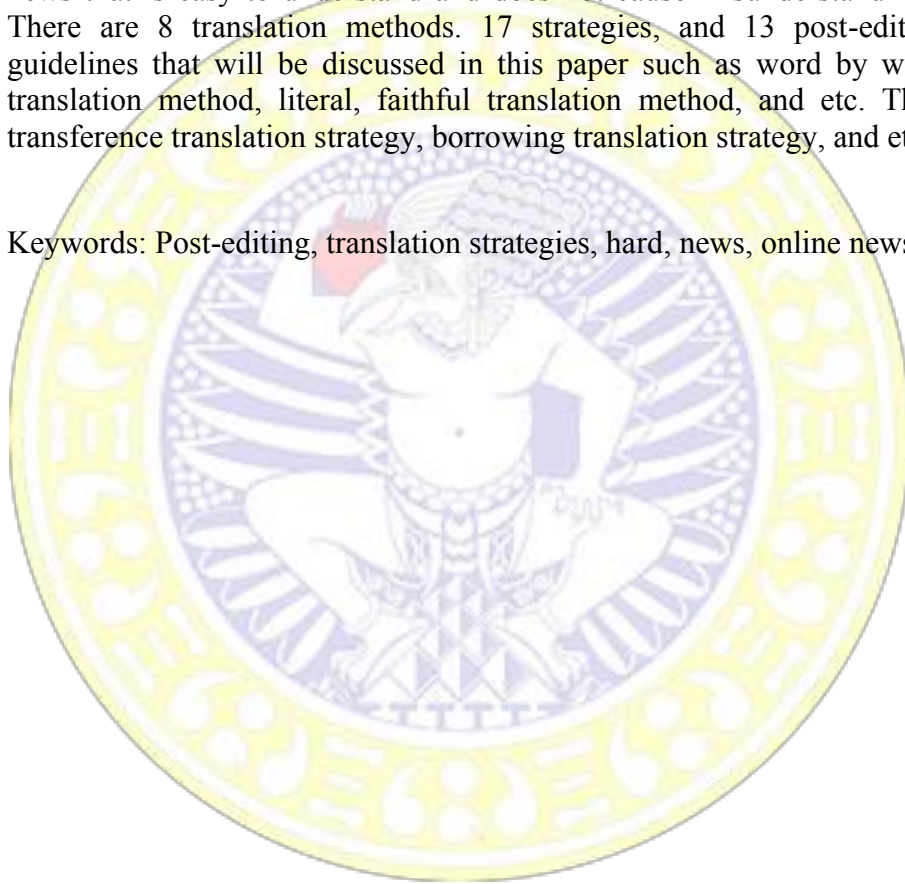 There are 8 translation methods. 17 strategies, and 13 post-edit
guidelines that will be discussed in this paper such as word by w
translation method, literal, faithful translation method, and etc. Th
transference translation strategy, borrowing translation strategy, and et
Keywords: Post-editing, translation strategies, hard, news, online news